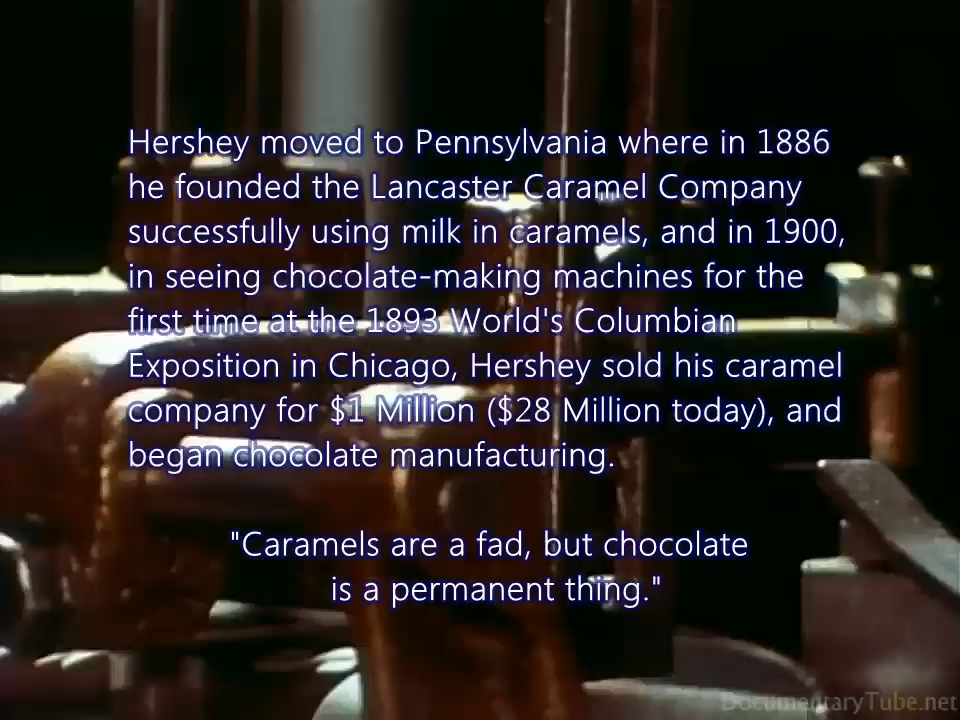 Hershey moved to Pennsylvania where in 1886
he founded the Lancaster Caramel Company
successfully using milk in caramels, and in 1900,
in seeing chocolate-making machines for the
first time at the 1893 World's Columbian
Exposition in Chicago, Hershey sold his caramel
company for $1 Million ($28 Million today), and
began chocolate manufacturing.
"Caramels are a fad, but chocolate
is a permanent thing."
DocumentaryTube.net